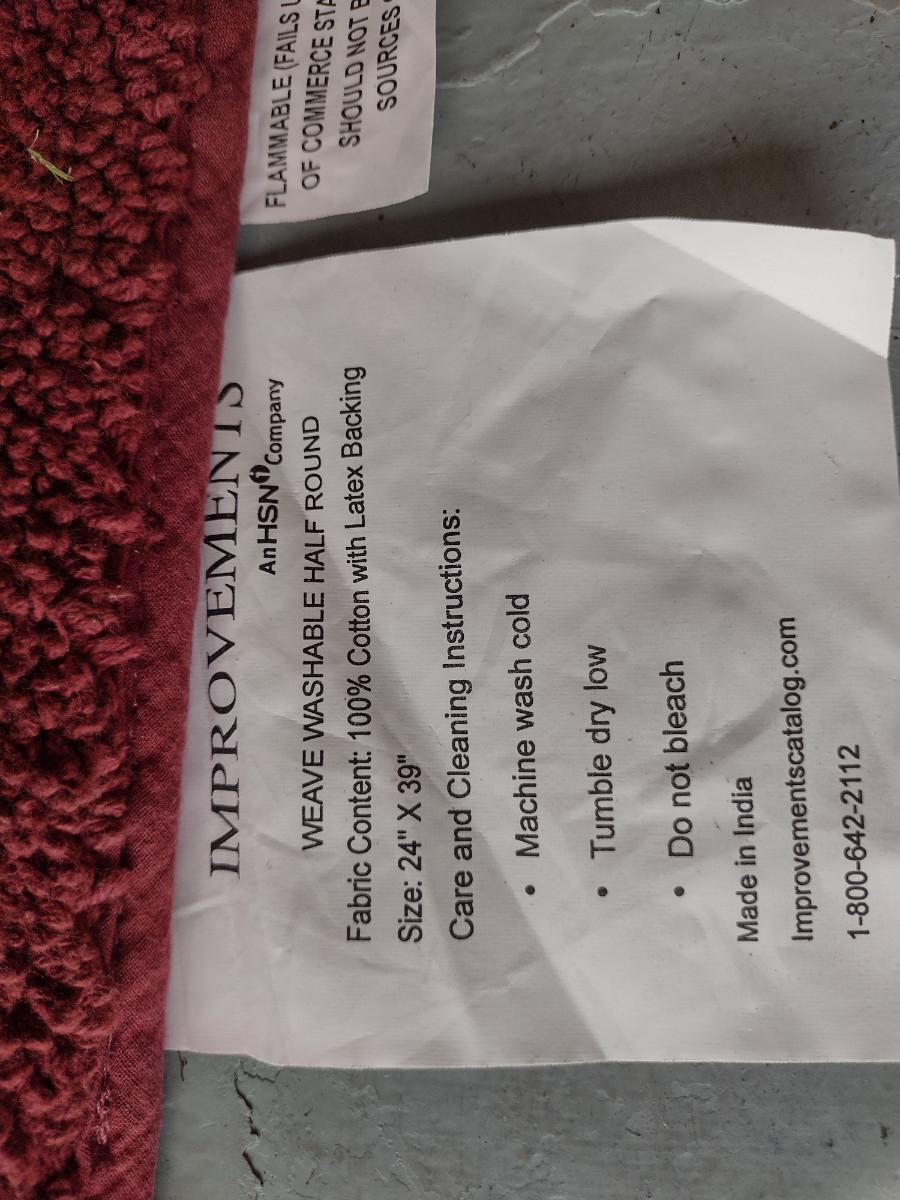 IMPROVEMENTS
An HSN Company
WEAVE WASHABLE HALF ROUND
Fabric Content: 100% Cotton with Latex Backing
Size: 24" X 39"
Care and Cleaning Instructions:
• Machine wash cold
• Tumble dry low
• Do not bleach
Made in India
Improvementscatalog.com
1-800-642-2112
FLAMMABLE (FAILS
OF COMMERCE
SHOULD NOT
SOURCES